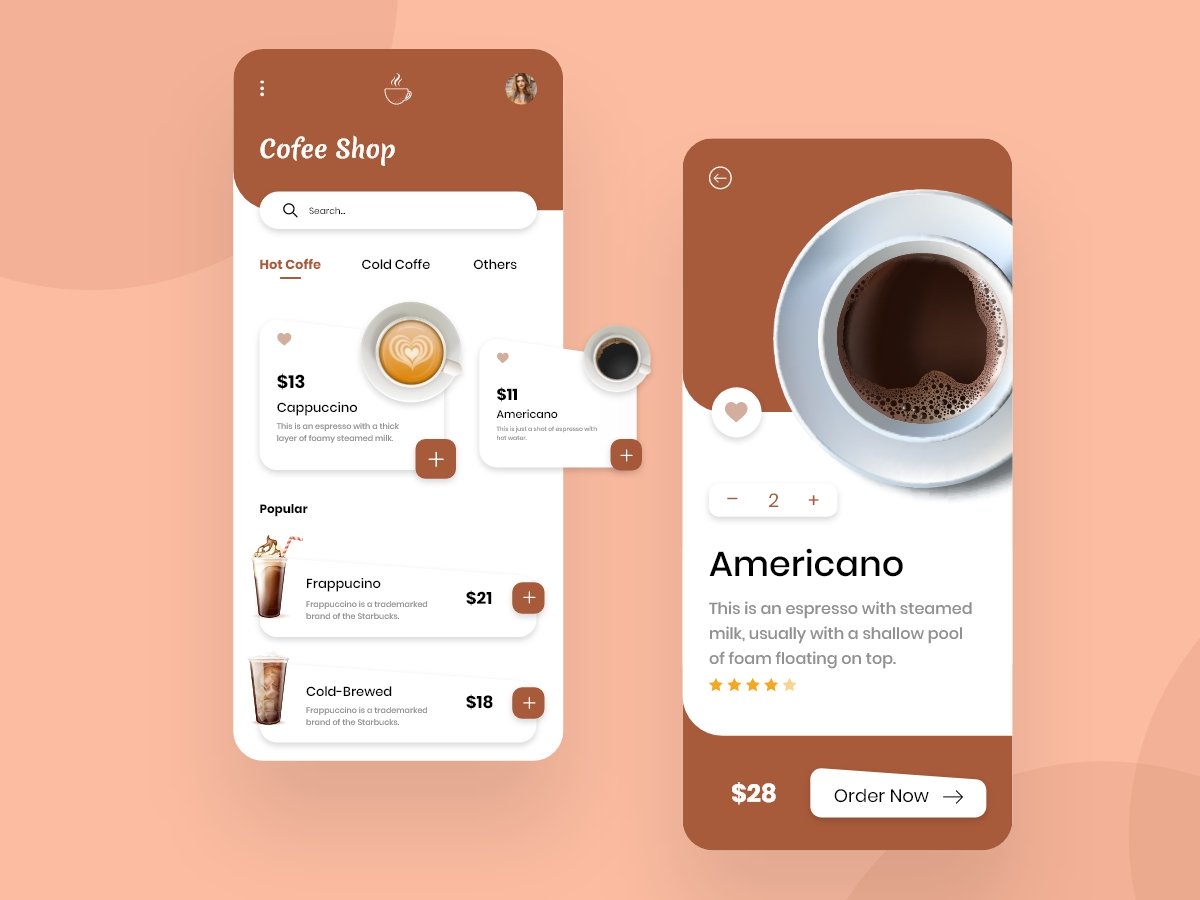 Cofee Shop
Search..
Hot Coffe
Cold Coffe
Others
$13
Cappuccino
This is an espresso with a thick
layer of foamy steamed milk.
$11
Americano
This is just a shot of espresso with
hot water.
Popular
Frappucino
Frappuccino is a trademarked
brand of the Starbucks.
$21
Cold-Brewed
Frappuccino is a trademarked
brand of the Starbucks.
$18
2
Americano
This is an espresso with steamed
milk, usually with a shallow pool
of foam floating on top.
$28
Order Now